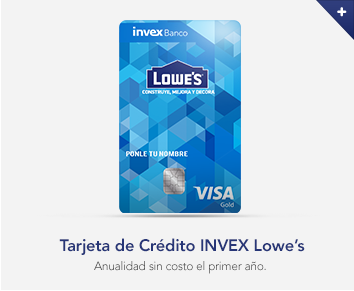 +
invex Banco
LOWE'S
CONSTRUYE, MEJORA Y DECORA
PONLE TU NOMBRE
VISA
Gold
Tarjeta de Crédito INVEX Lowe's
Anualidad sin costo el primer año.